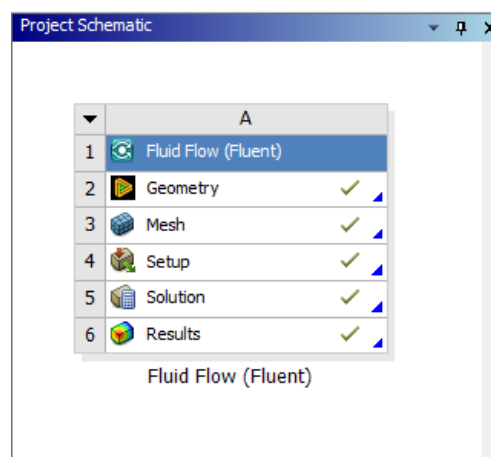 Project Schematic
A
1 Fluid Flow (Fluent)
2 Geometry
3 Mesh
4 Setup
5 Solution
6 Results
Fluid Flow (Fluent)